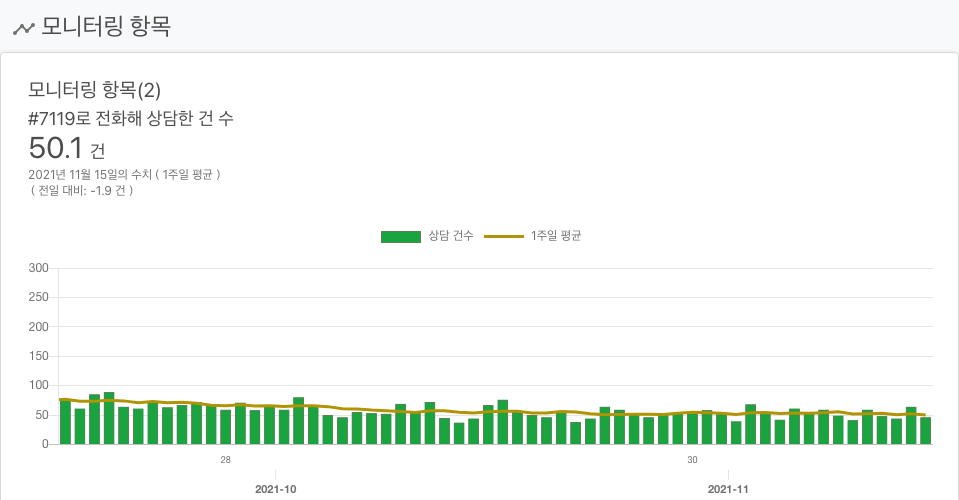 모니터링 항목
모니터링 항목(2)
#7119로 전화해 상담한 건 수
50.1 건
2021년 11월 15일의 수치 ( 1주일 평균 )
( 전일 대비: -1.9 건 )
상담 건수 1주일 평균
300
250
200
150
100
50
0
28 30
2021-10 2021-11